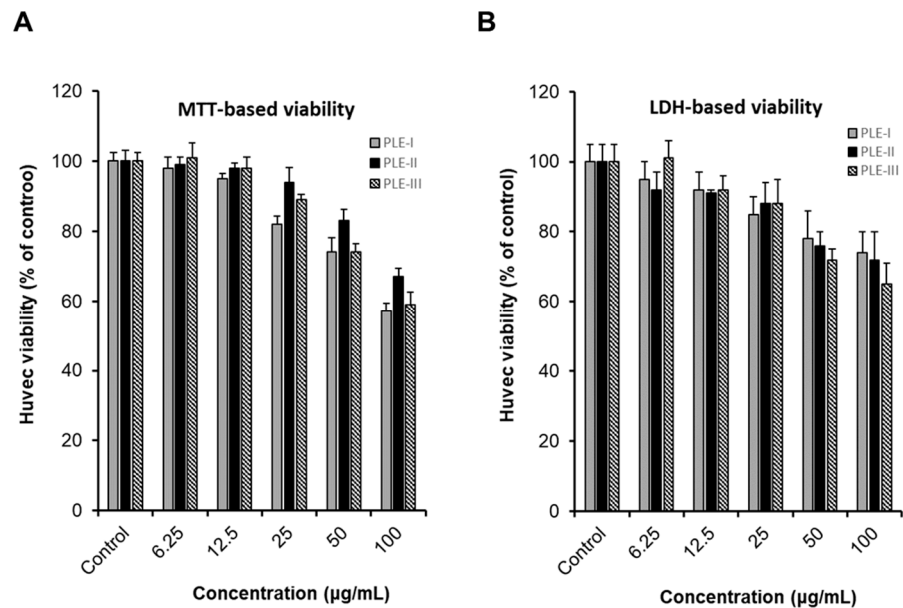 A
MTT-based viability
PLE-I
PLE-II
PLE-III
120
100
80
60
40
20
0
Huvec viability (% of controo)
Control
6.25
12.5
25
50
100
Concentration (µg/mL)
B
LDH-based viability
PLE-I
PLE-II
PLE-III
120
100
80
60
40
20
0
Huvec viability (% of control)
Control
6.25
12.5
25
50
100
Concentration (µg/mL)